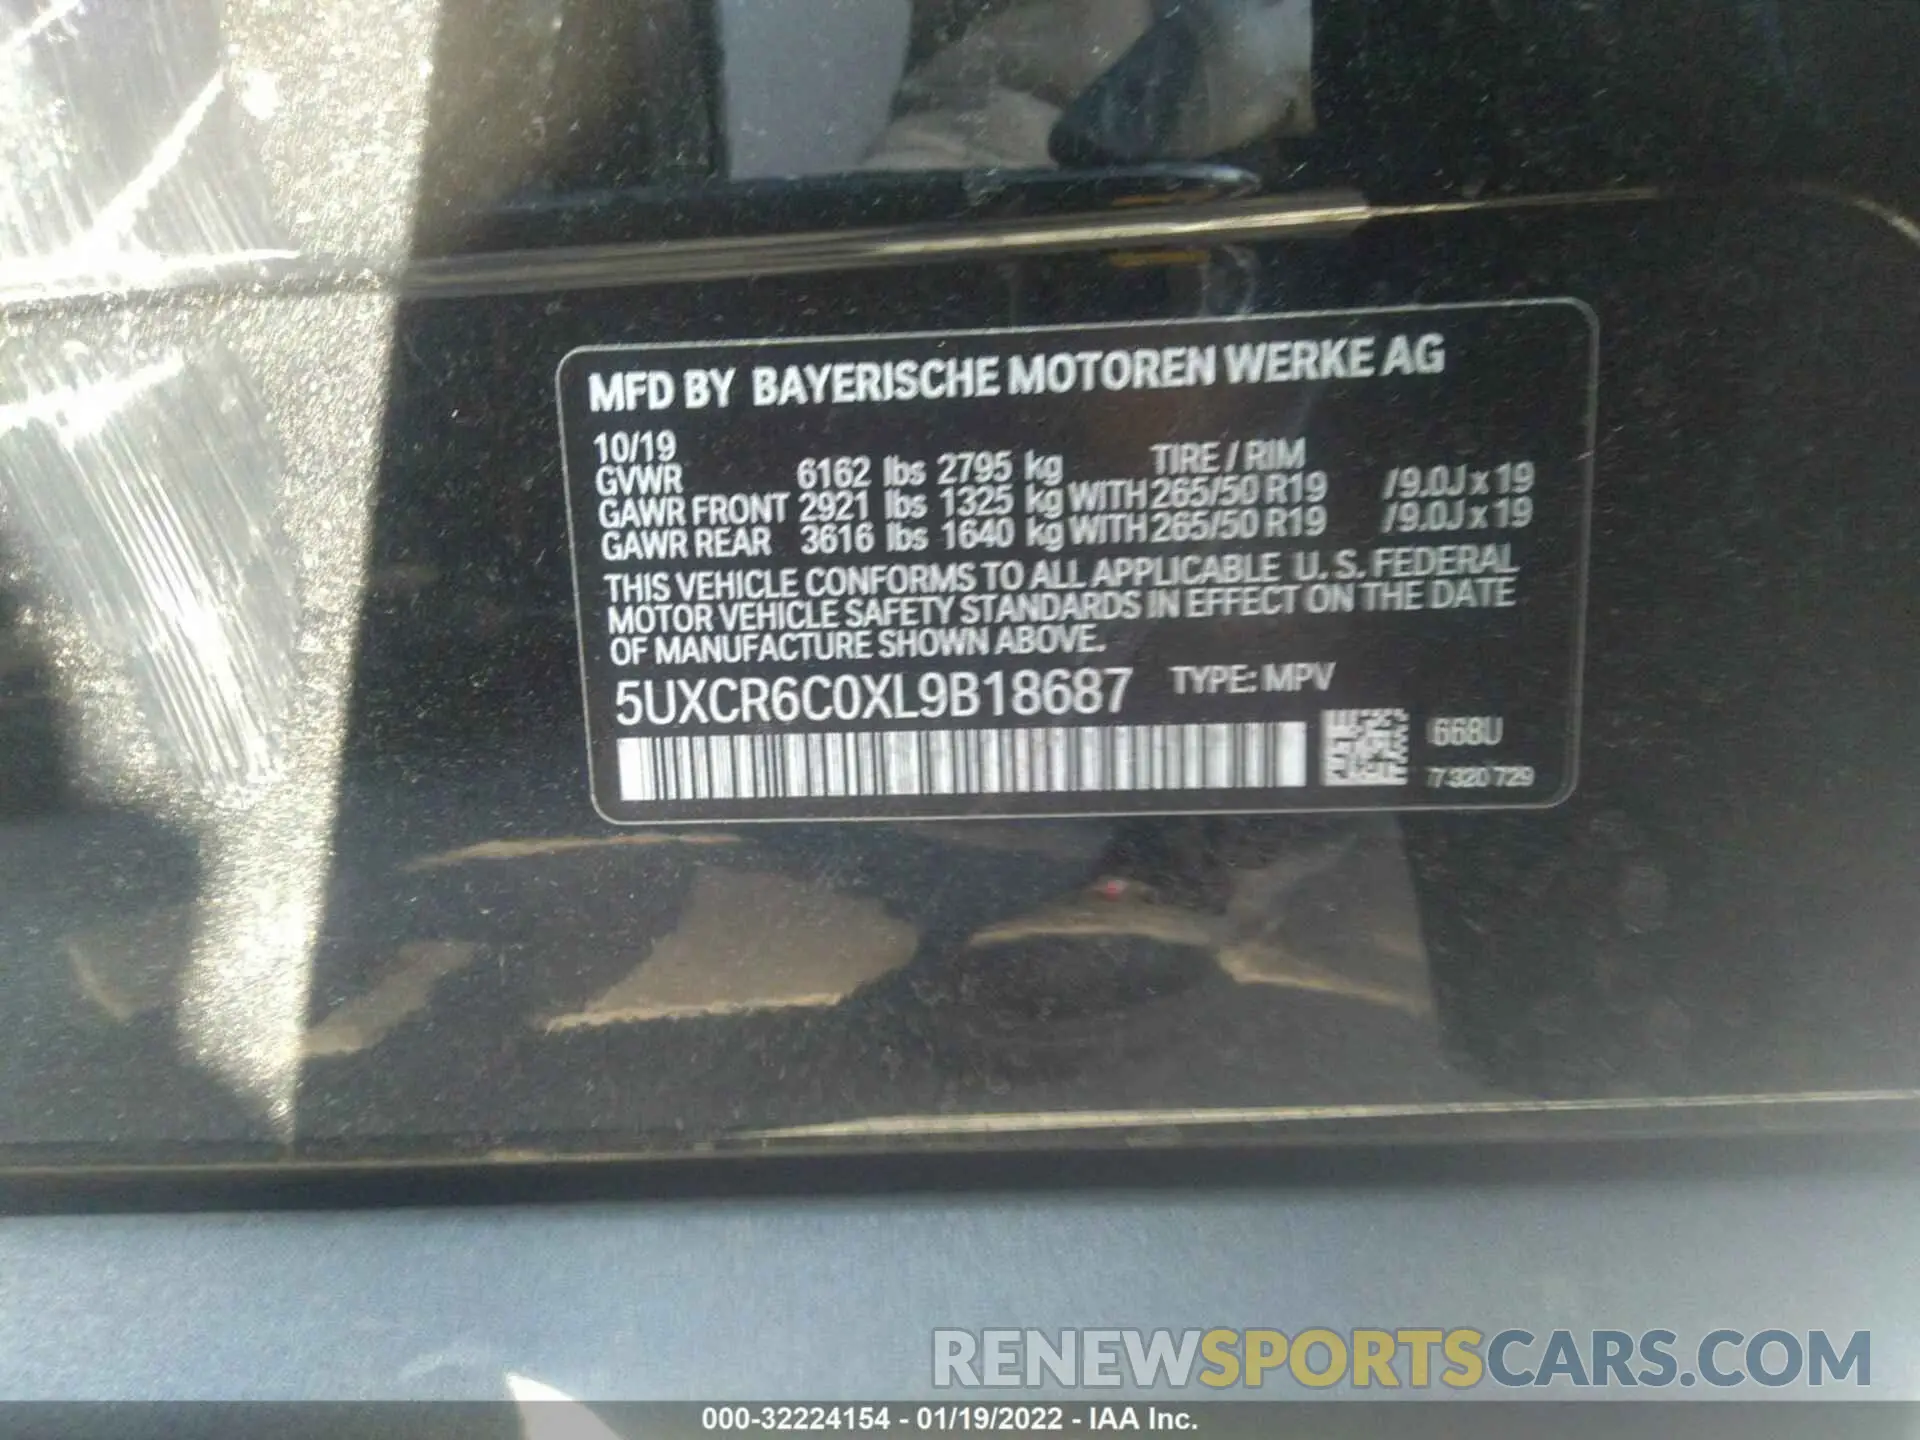 MFD BY BAYERISCHE MOTOREN WERKE AG
10/19
GVWR 6162 lbs 2795 kg TIRE / RIM
GAWR FRONT 2921 lbs 1325 kg WITH 265/50 R19 /9.0J x 19
GAWR REAR 3616 lbs 1640 kg WITH 265/50 R19 /9.0J x 19
THIS VEHICLE CONFORMS TO ALL APPLICABLE U. S. FEDERAL
MOTOR VEHICLE SAFETY STANDARDS IN EFFECT ON THE DATE
OF MANUFACTURE SHOWN ABOVE.
5UXCR6C0XL9B18687 TYPE: MPV
668U
7 320 729
RENEWSPORTSCARS.COM
000-32224154 - 01/19/2022 - IAA Inc.